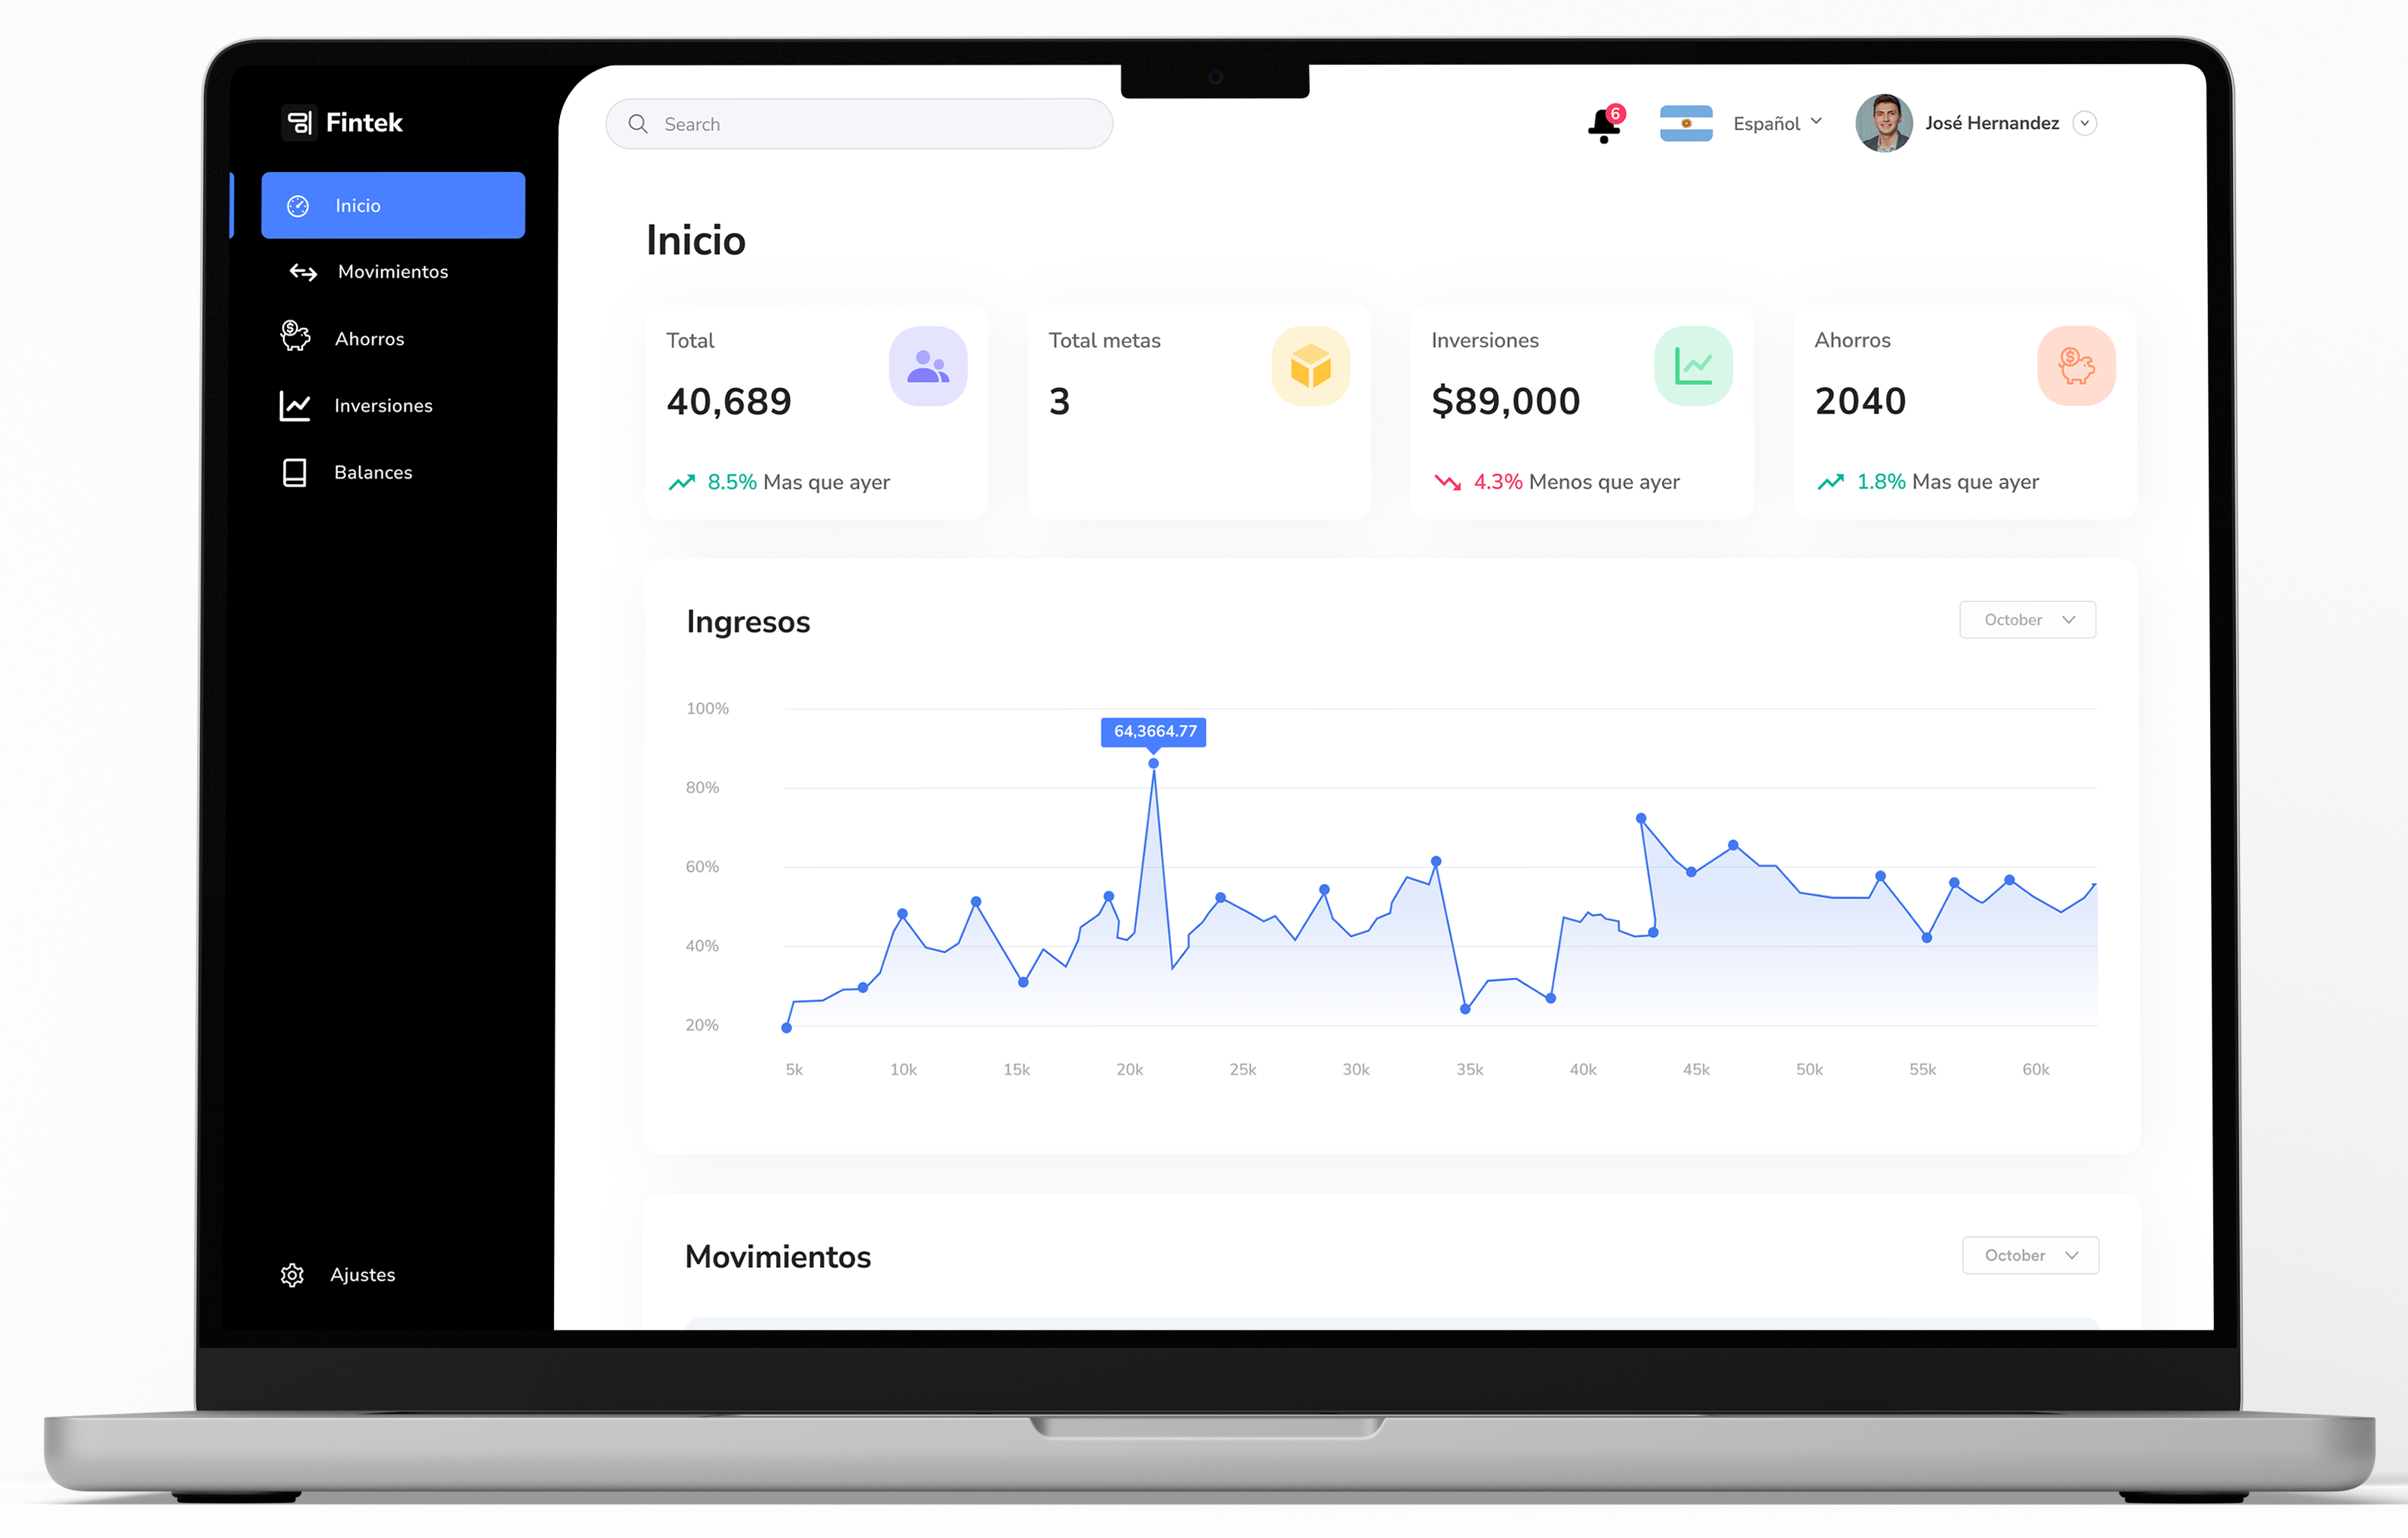 Fintek
Search
6
Español
José Hernandez
Inicio
Movimientos
Ahorros
Inversiones
Balances
Ajustes
Inicio
Total
40,689
8.5% Mas que ayer
Total metas
3
Inversiones
$89,000
4.3% Menos que ayer
Ahorros
2040
1.8% Mas que ayer
Ingresos
October
100%
80%
60%
40%
20%
64,3664.77
5k 10k 15k 20k 25k 30k 35k 40k 45k 50k 55k 60k
Movimientos
October